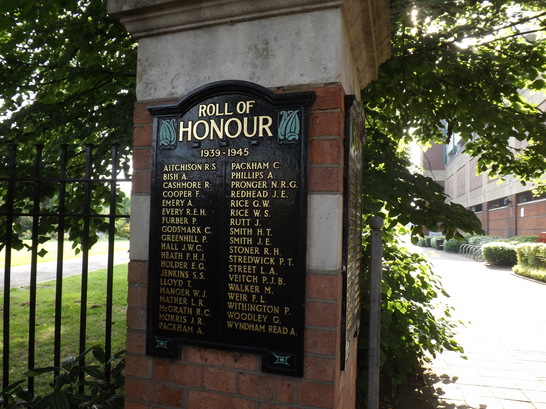 ROLL OF
HONOUR
1939-1945
AITCHISON R.S.
BISH A.
CASHMORE R.
COOPER F.
EMERY A.
EVERY R.E.H.
FURBER P.
GODSMARK C.
GREENHILL P.
HALL J.W.C.
HEATH F.H.J.
HOLDER E.G.
JENKINS S.S.
LLOYD T.
MANGER W.J.
MATHER L.R.
McGRATH R.C.
MORRIS J.R.
PACKHAM A.
PACKHAM C.
PHILLIPS A.
PRONGER N.R.G.
REDHEAD J.E.
RICE G.W.
RICE W.S.
RUTT J.
SMITH H.T.
SMITH J.E.
STONER R.H.
STREDWICK P.T.
STREET L.A.
VEITCH P.J.B.
WALKER M.
WEIR F.L.
WITHINGTON P.
WOODLEY G.
WYNDHAM READ A.